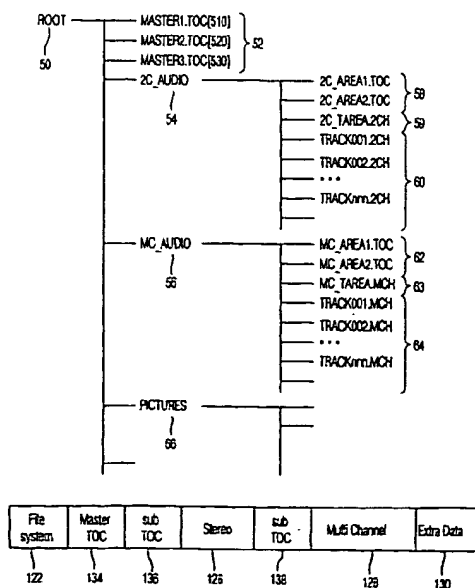 ROOT
50
MASTER1.TOC[510]
MASTER2.TOC[520]
MASTER3.TOC[530]
52
2C_AUDIO
54
2C_AREA1.TOC
2C_AREA2.TOC
58
2C_TAREA.2CH
59
TRACK001.2CH
TRACK002.2CH
•••
TRACKnnn.2CH
60
MC_AUDIO
56
MC_AREA1.TOC
MC_AREA2.TOC
62
MC_TAREA.MCH
63
TRACK001.MCH
TRACK002.MCH
•••
TRACKnnn.MCH
64
PICTURES
66
File system
Master TOC
sub TOC
Stereo
sub TOC
Multi Channel
Extra Data
122
134
136
126
138
128
130